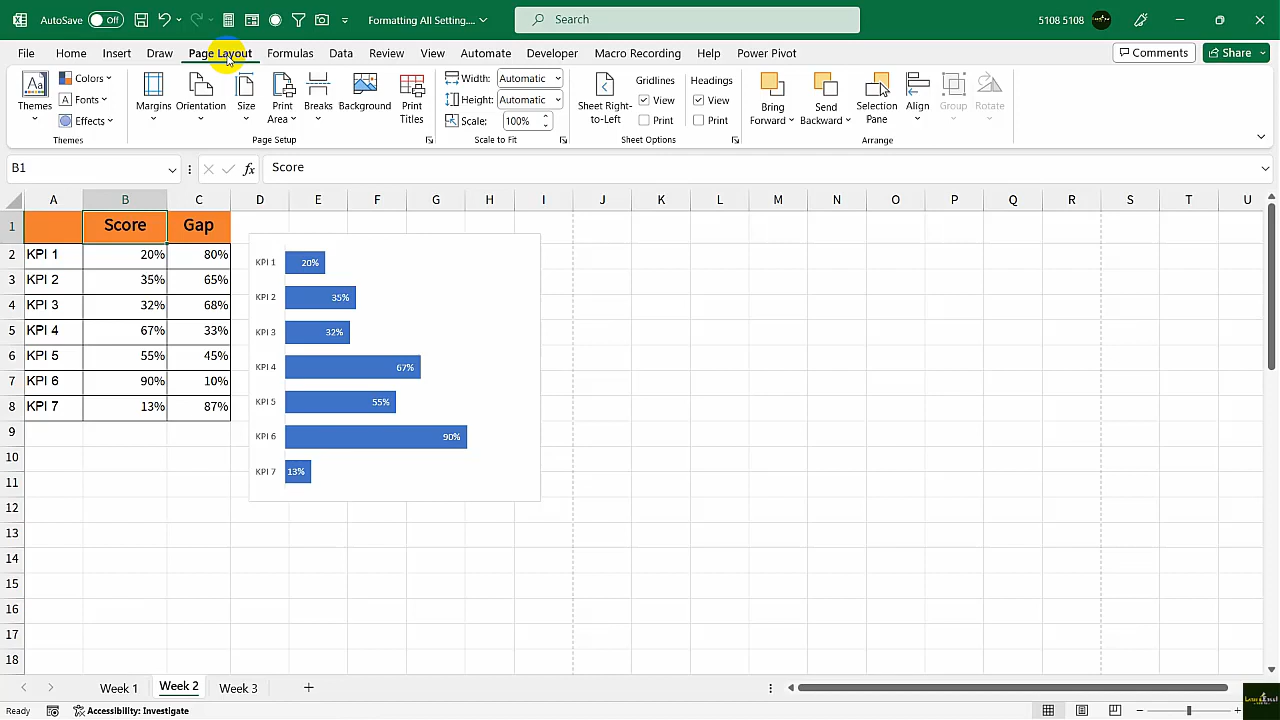 AutoSave Off Formatting All Setting.... Search 5108 5108
File Home Insert Draw Page Layout Formulas Data Review View Automate Developer Macro Recording Help Power Pivot Comments Share
Themes Colors Fonts Effects Margins Orientation Size Print Area Breaks Background Print Titles Width: Automatic Height: Automatic Scale: 100% Sheet Right-to-Left Gridlines View Print Headings View Print Bring Forward Send Backward Selection Pane Align Group Rotate
Themes Page Setup Scale to Fit Sheet Options Arrange
B1 fx Score
A B C D E F G H I J K L M N O P Q R S T U
1 Score Gap
2 KPI 1 20% 80%
3 KPI 2 35% 65%
4 KPI 3 32% 68%
5 KPI 4 67% 33%
6 KPI 5 55% 45%
7 KPI 6 90% 10%
8 KPI 7 13% 87%
9
10
11
12
13
14
15
16
17
18
KPI 1 20%
KPI 2 35%
KPI 3 32%
KPI 4 67%
KPI 5 55%
KPI 6 90%
KPI 7 13%
Week 1 Week 2 Week 3
Ready Accessibility: Investigate